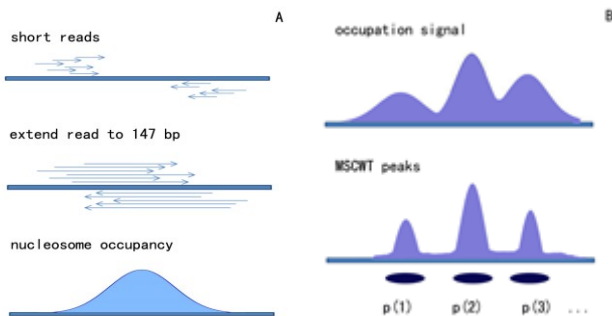 A
short reads
extend read to 147 bp
nucleosome occupancy
B
occupation signal
MSCWT peaks
p(1) p(2) p(3) ...